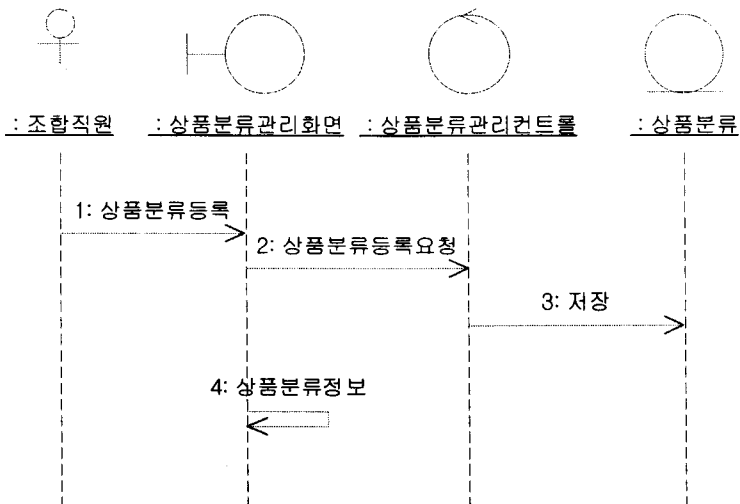 : 조합직원 : 상품분류관리화면 : 상품분류관리컨트롤 : 상품분류
1: 상품분류등록
2: 상품분류등록요청
3: 저장
4: 상품분류정보